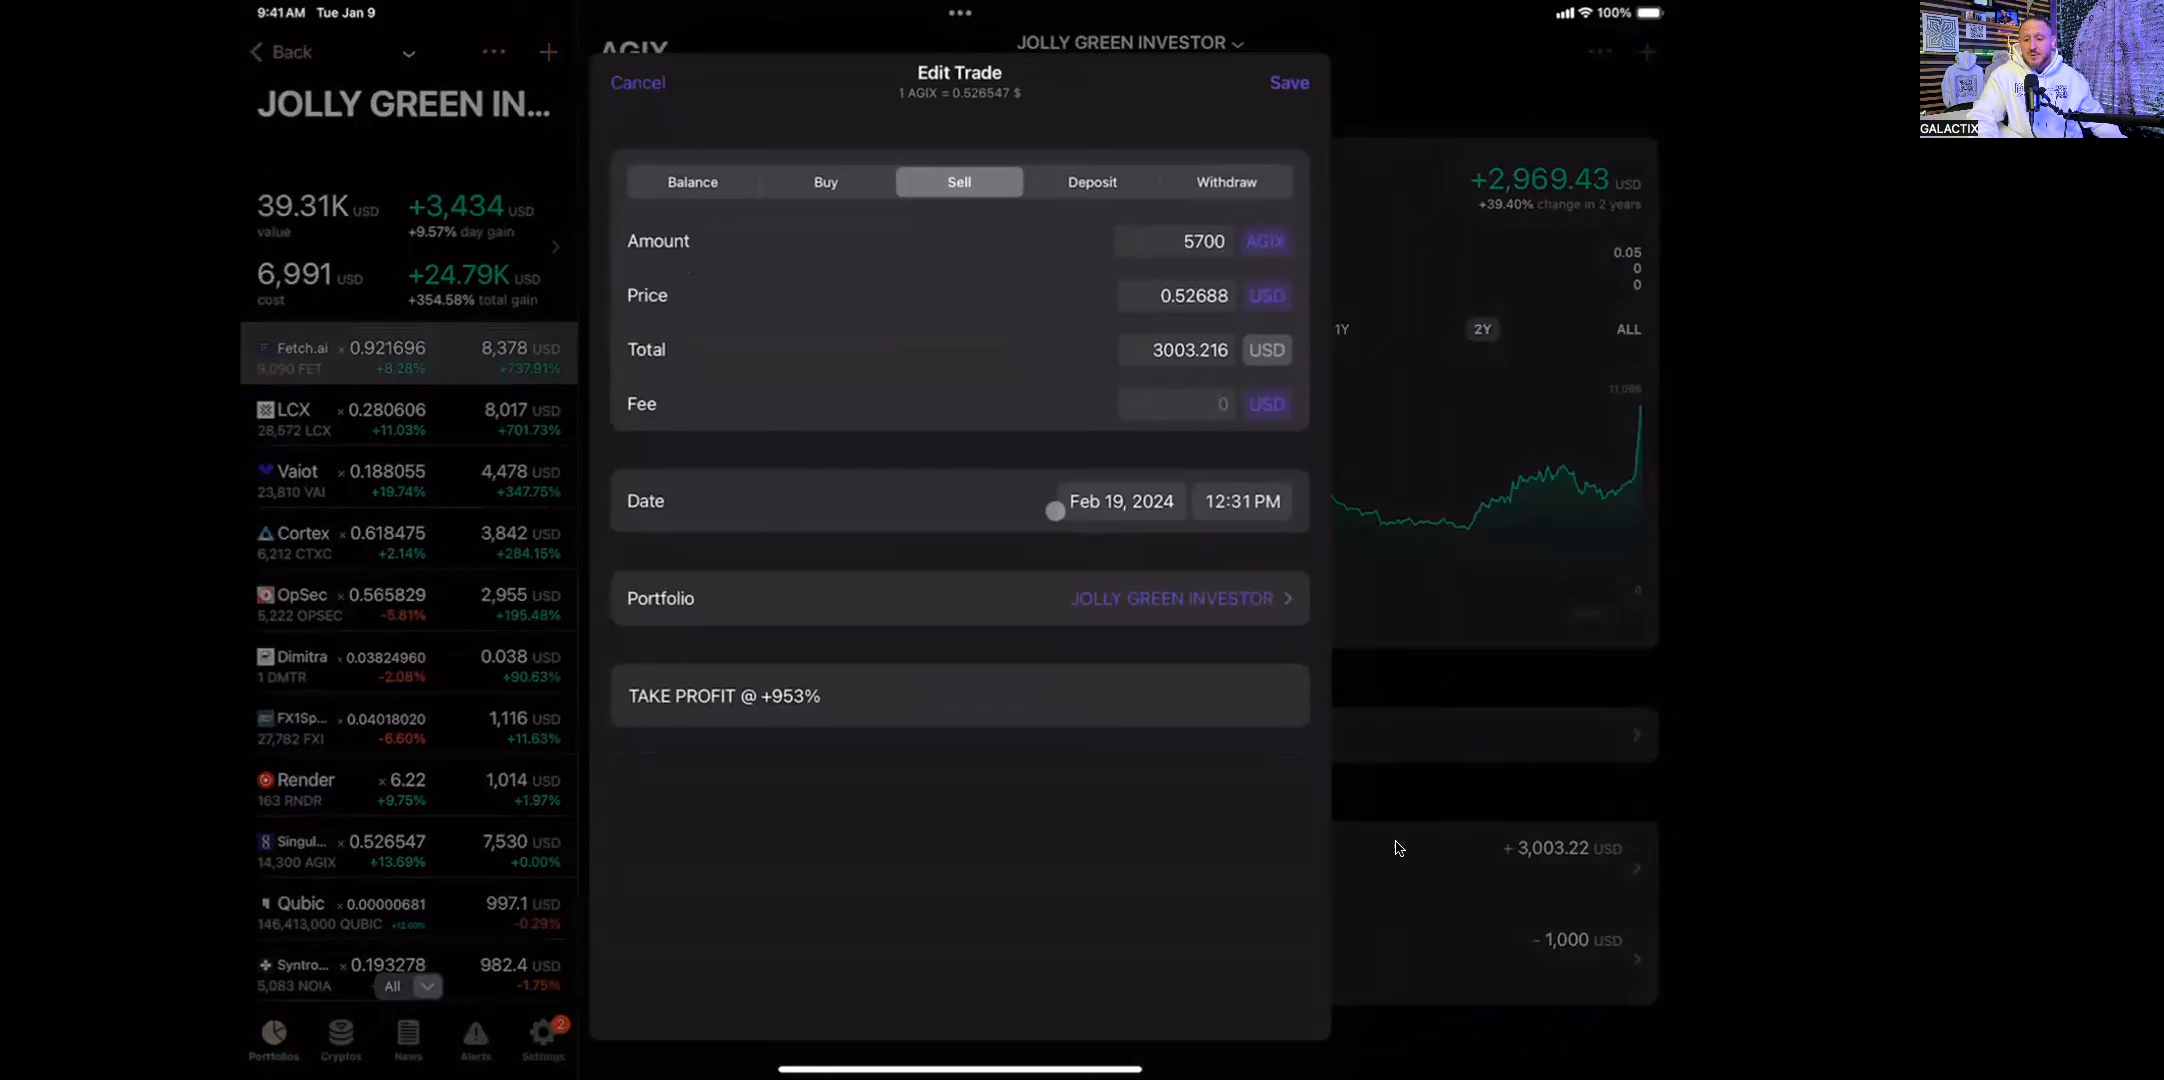 9:41 AM Tue Jan 9
100%
Back
AGIX
JOLLY GREEN INVESTOR
Cancel
Edit Trade
Save
1 AGIX = 0.526547 $
JOLLY GREEN IN...
GALACTIX
Balance Buy Sell Deposit Withdraw
+2,969.43 USD
+39.40% change in 2 years
39.31K USD +3,434 USD
value +9.57% day gain
Amount 5700 AGIX
0.05
0
0
6,991 USD +24.79K USD
cost +354.58% total gain
Price 0.52688 USD
1Y 2Y ALL
Fetch.ai × 0.921696 8,378 USD
9,090 FET +8.28% +737.91%
Total 3003.216 USD
11,086
LCX × 0.280606 8,017 USD
28,572 LCX +11.03% +701.73%
Fee 0 USD
Vaiot × 0.188055 4,478 USD
23,810 VAI +19.74% +347.75%
Date Feb 19, 2024 12:31 PM
Cortex × 0.618475 3,842 USD
6,212 CTXC +2.14% +284.15%
OpSec × 0.565829 2,955 USD
5,222 OPSEC -5.81% +195.48%
Portfolio JOLLY GREEN INVESTOR
0
Dimitra × 0.03824960 0.038 USD
1 DMTR -2.08% +90.63%
TAKE PROFIT @ +953%
FX1Sp... × 0.04018020 1,116 USD
27,782 FXI -6.60% +11.63%
Render × 6.22 1,014 USD
163 RNDR +9.75% +1.97%
Singul... × 0.526547 7,530 USD
14,300 AGIX +13.69% +0.00%
+ 3,003.22 USD
Qubic × 0.00000681 997.1 USD
146,413,000 QUBIC +12.00% -0.29%
- 1,000 USD
Syntro... × 0.193278 982.4 USD
5,083 NOIA All -1.75%
2
Portfolios Cryptos News Alerts Settings